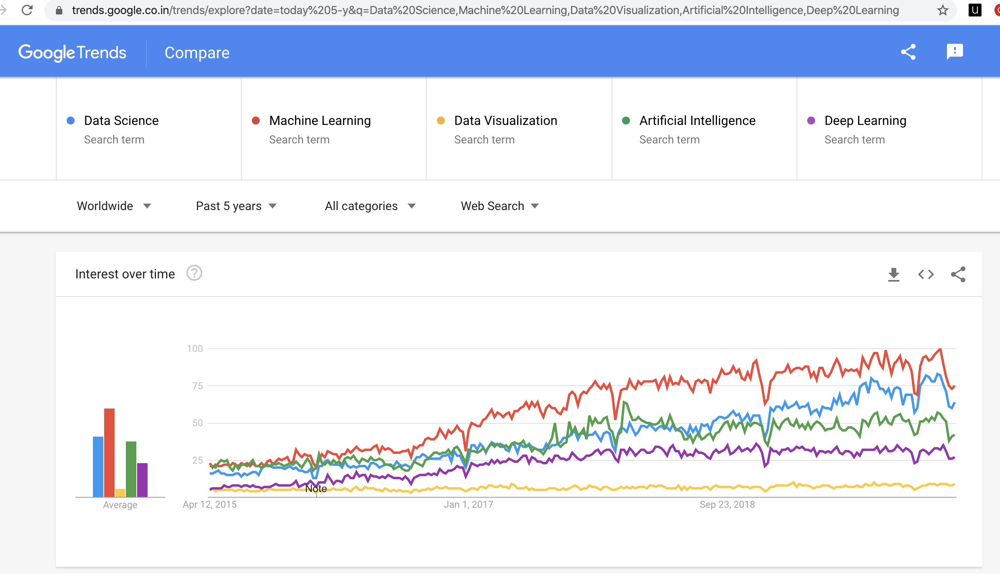 trends.google.co.in/trends/explore?date=today%205-y&q=Data%20Science,Machine%20Learning,Data%20Visualization,Artificial%20Intelligence,Deep%20Learning
U
Google Trends Compare
Data Science
Search term
Machine Learning
Search term
Data Visualization
Search term
Artificial Intelligence
Search term
Deep Learning
Search term
Worldwide Past 5 years All categories Web Search
Interest over time
100
75
50
25
Note
Average
Apr 12, 2015 Jan 1, 2017 Sep 23, 2018